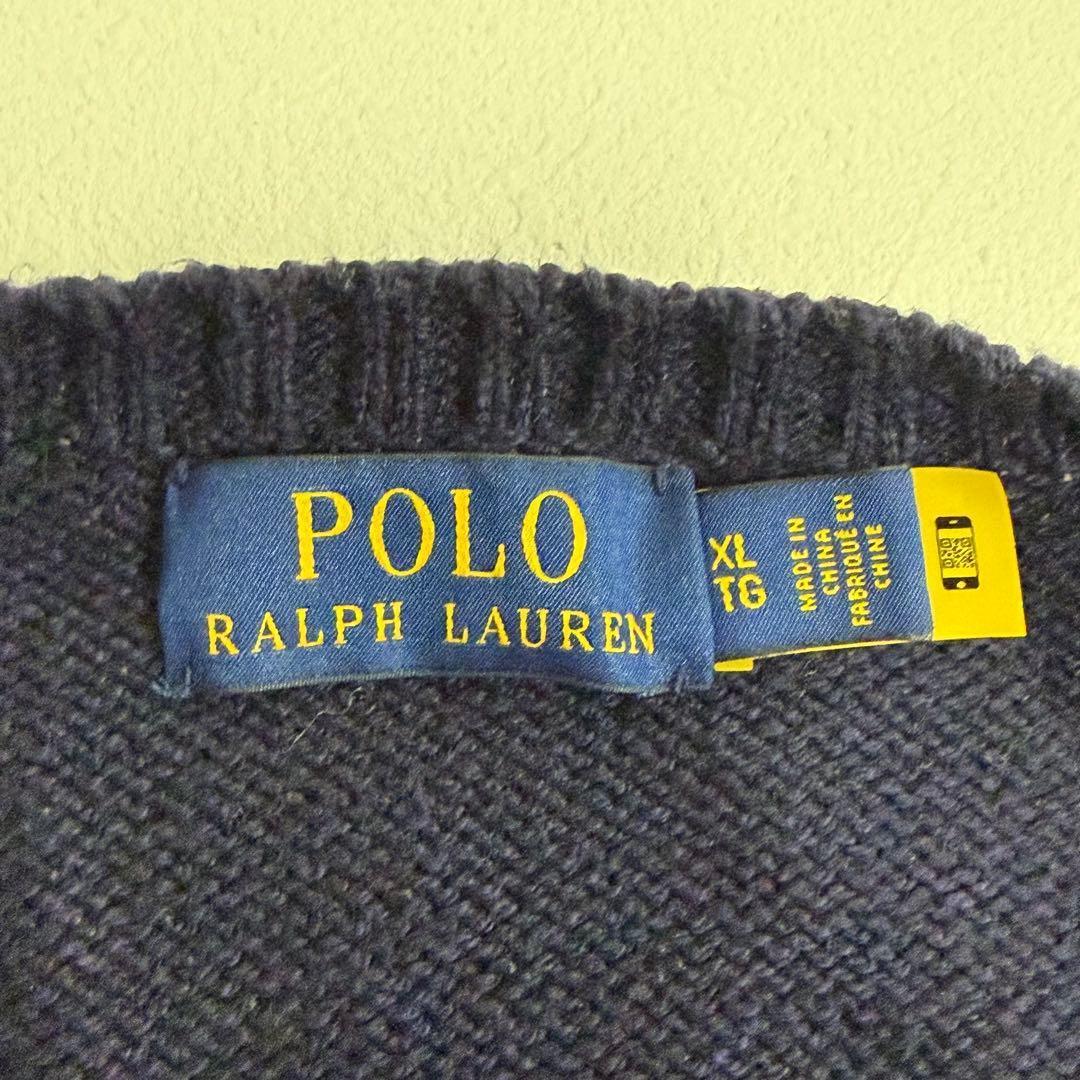 POLO
RALPH LAUREN
XL
TG
MADE IN
CHINA
FABRIQUÉ EN
CHINE